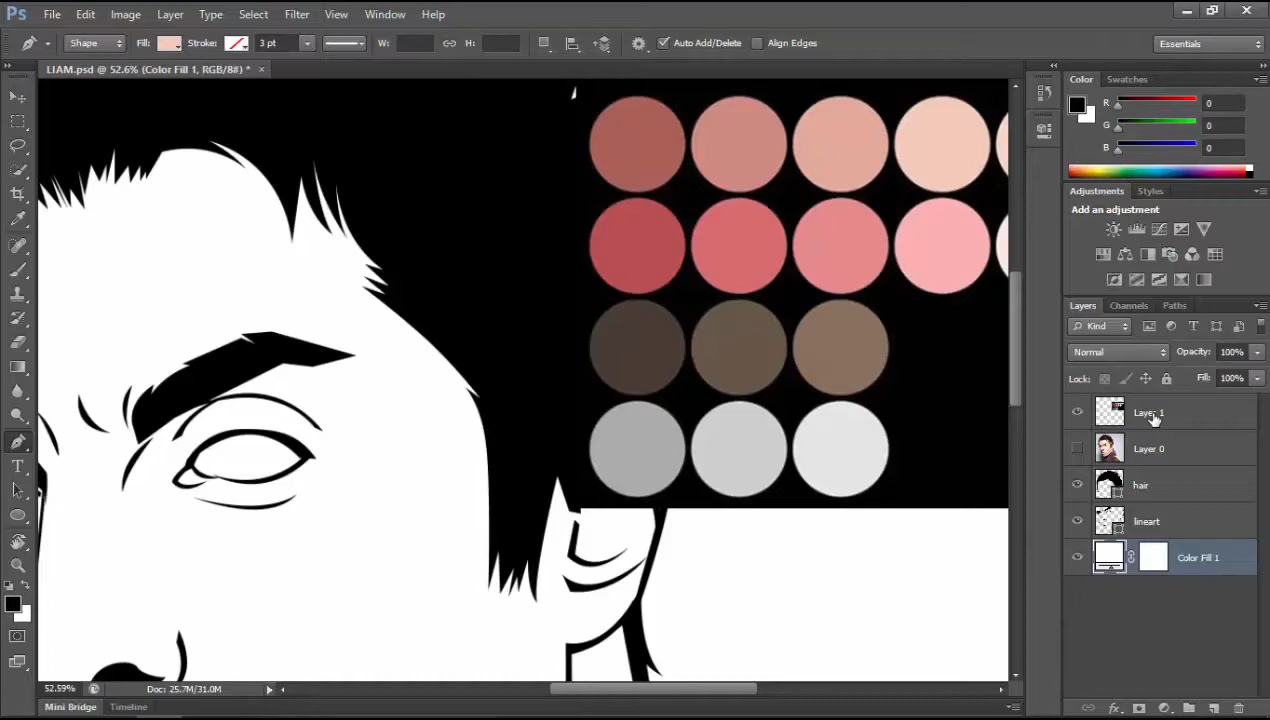 Ps File Edit Image Layer Type Select Filter View Window Help
Shape Fill: Stroke: 3 pt W: H: Auto Add/Delete Align Edges Essentials
LIAM.psd @ 52.6% (Color Fill 1, RGB/8#) * ×
Color Swatches
R 0
G 0
B 0
Adjustments Styles
Add an adjustment
Layers Channels Paths
Kind
Normal Opacity: 100%
Lock: Fill: 100%
Layer 1
Layer 0
hair
lineart
Color Fill 1
52.59% Doc: 25.7M/31.0M
Mini Bridge Timeline